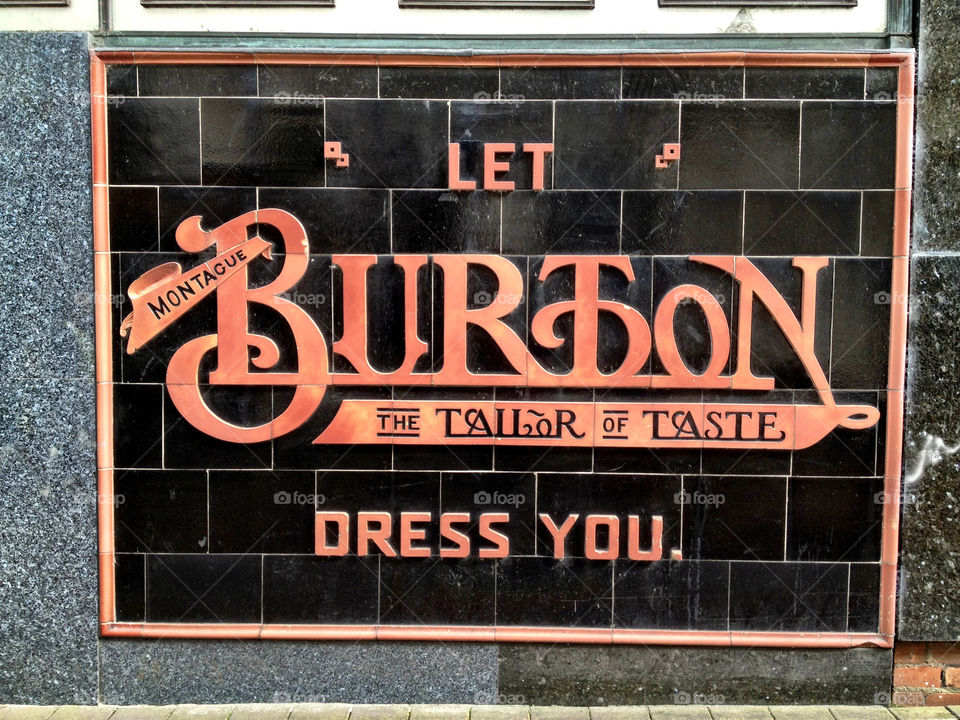 LET
MONTAGUE
BURTON
THE TAILOR OF TASTE
DRESS YOU.